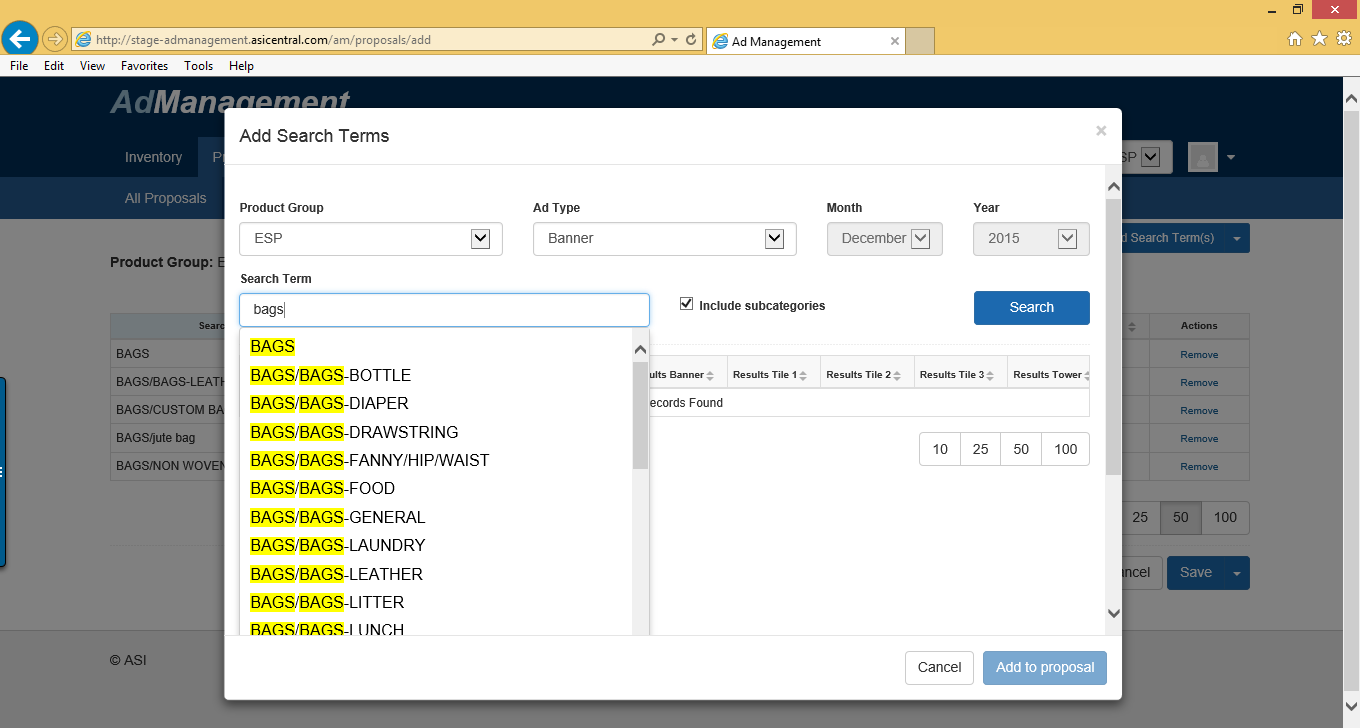 http://stage-admanagement.asicentral.com/am/proposals/add
Ad Management
File Edit View Favorites Tools Help
AdManagement
Add Search Terms
×
Inventory
SP
All Proposals
Product Group
Ad Type
Month
Year
ESP
Banner
December
2015
d Search Term(s)
Product Group: E
Search Term
bags
Include subcategories
Search
Searc
Actions
BAGS
Remove
BAGS/BAGS-LEATH
Remove
BAGS/CUSTOM BA
Remove
BAGS/jute bag
Remove
BAGS/NON WOVEN
Remove
BAGS
BAGS/BAGS-BOTTLE
BAGS/BAGS-DIAPER
BAGS/BAGS-DRAWSTRING
BAGS/BAGS-FANNY/HIP/WAIST
BAGS/BAGS-FOOD
BAGS/BAGS-GENERAL
BAGS/BAGS-LAUNDRY
BAGS/BAGS-LEATHER
BAGS/BAGS-LITTER
BAGS/BAGS-LUNCH
ults Banner Results Tile 1 Results Tile 2 Results Tile 3 Results Tower
ecords Found
10 25 50 100
25 50 100
ncel
Save
© ASI
Cancel
Add to proposal